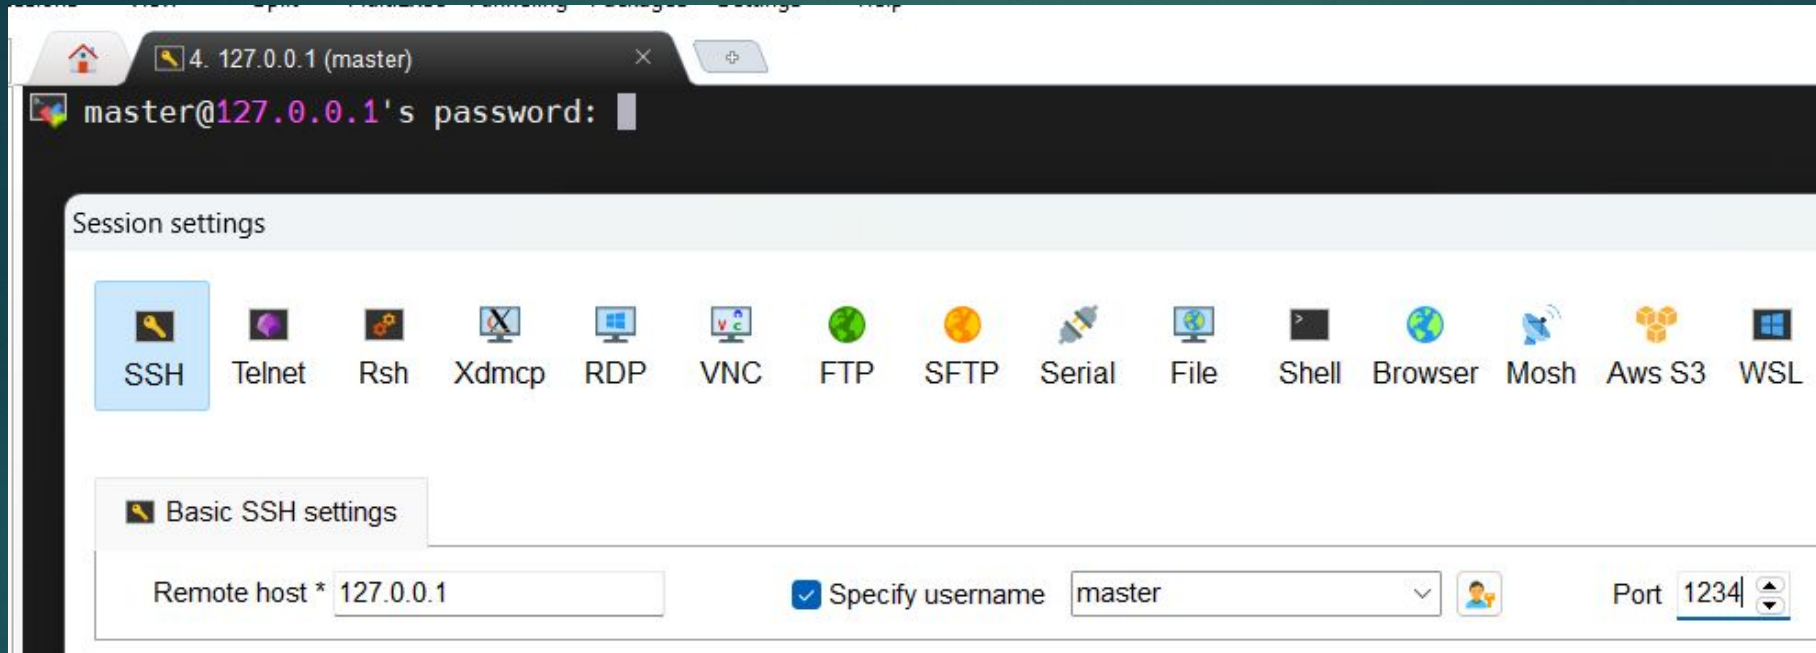 4. 127.0.0.1 (master)
master@127.0.0.1's password:
Session settings
SSH Telnet Rsh Xdmcp RDP VNC FTP SFTP Serial File Shell Browser Mosh Aws S3 WSL
Basic SSH settings
Remote host * 127.0.0.1 Specify username master Port 1234